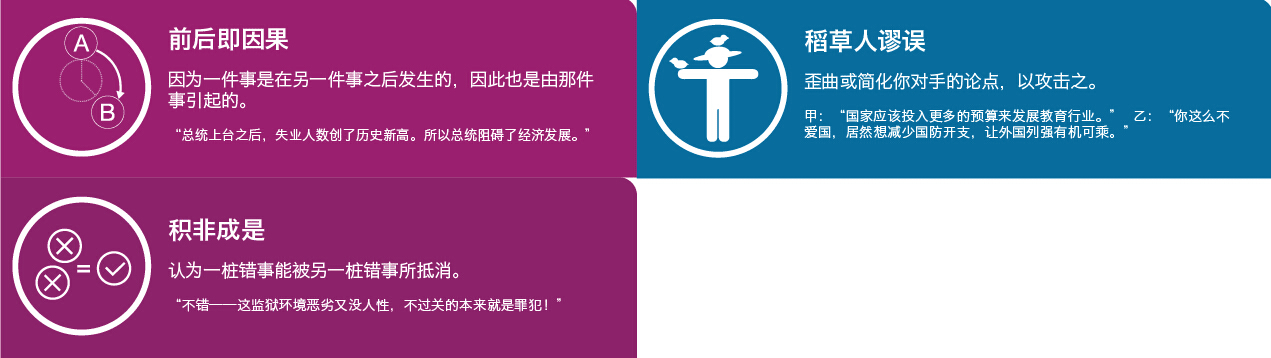 A
B
前后即因果
因为一件事是在另一件事之后发生的，因此也是由那件
事引起的。
“总统上台之后，失业人数创了历史新高。所以总统阻碍了经济发展。”
稻草人谬误
歪曲或简化你对手的论点，以攻击之。
甲：“国家应该投入更多的预算来发展教育行业。” 乙：“你这么不
爱国，居然想减少国防开支，让外国列强有机可乘。”
积非成是
认为一桩错事能被另一桩错事所抵消。
“不错——这监狱环境恶劣又没人性，不过关的本来就是罪犯！”